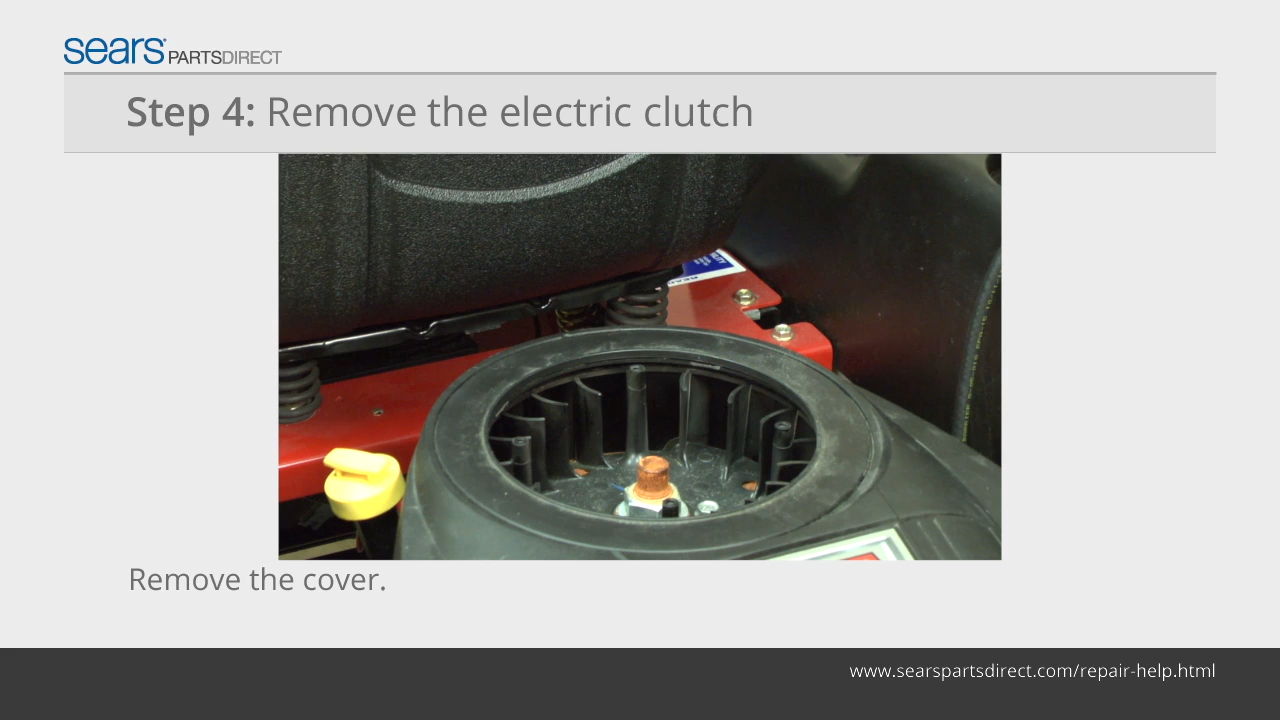 sears PARTSDIRECT
Step 4: Remove the electric clutch
Remove the cover.
www.searspartsdirect.com/repair-help.html